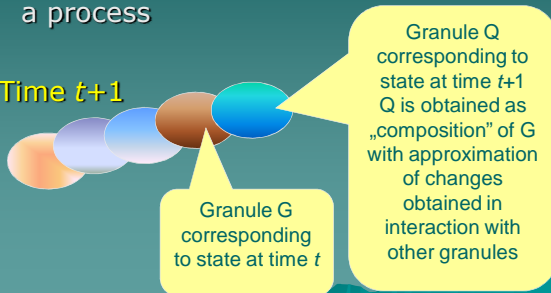 a process
Time t+1
Granule Q
corresponding to
state at time t+1
Q is obtained as
„composition” of G
with approximation
of changes
obtained in
interaction with
other granules
Granule G
corresponding
to state at time t